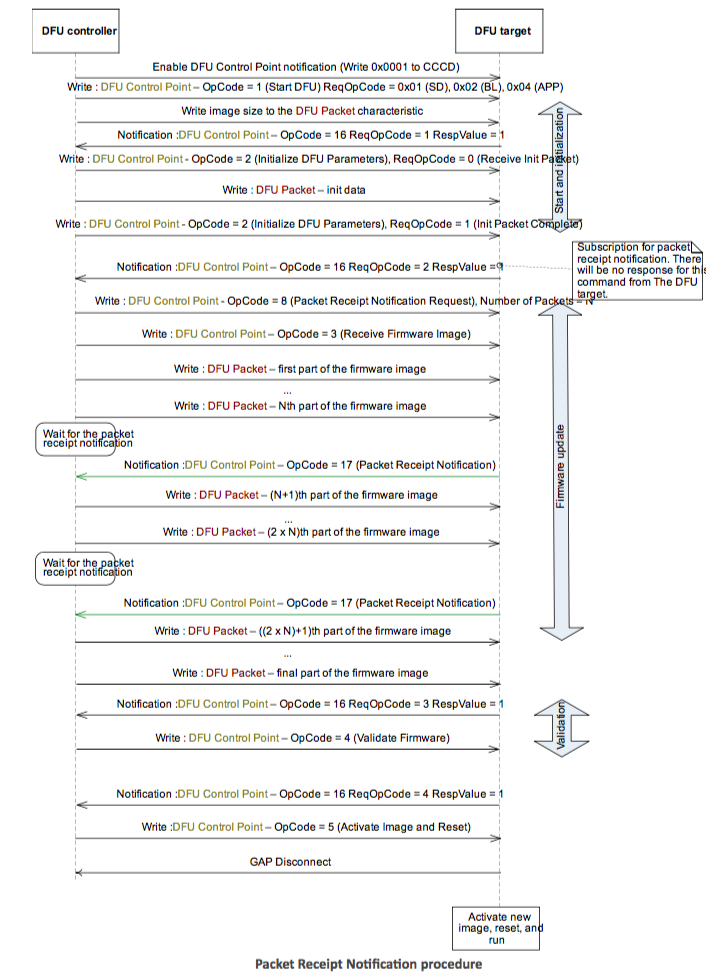 DFU controller
DFU target
Enable DFU Control Point notification (Write 0x0001 to CCCD)
Write : DFU Control Point – OpCode = 1 (Start DFU) ReqOpCode = 0x01 (SD), 0x02 (BL), 0x04 (APP)
Write image size to the DFU Packet characteristic
Notification :DFU Control Point – OpCode = 16 ReqOpCode = 1 RespValue = 1
Write : DFU Control Point - OpCode = 2 (Initialize DFU Parameters), ReqOpCode = 0 (Receive Init Packet)
Write : DFU Packet – init data
Write : DFU Control Point - OpCode = 2 (Initialize DFU Parameters), ReqOpCode = 1 (Init Packet Complete)
Start and initialization
Notification :DFU Control Point – OpCode = 16 ReqOpCode = 2 RespValue =1
Subscription for packet
receipt notification. There
will be no response for this
command from The DFU
target.
Write : DFU Control Point - OpCode = 8 (Packet Receipt Notification Request), Number of Packets = N
Write : DFU Control Point – OpCode = 3 (Receive Firmware Image)
Write : DFU Packet – first part of the firmware image
...
Write : DFU Packet – Nth part of the firmware image
Wait for the packet
receipt notification
Notification :DFU Control Point – OpCode = 17 (Packet Receipt Notification)
Write : DFU Packet – (N+1)th part of the firmware image
...
Write : DFU Packet – (2 x N)th part of the firmware image
Wait for the packet
receipt notification
Firmware update
Notification :DFU Control Point – OpCode = 17 (Packet Receipt Notification)
Write : DFU Packet – ((2 x N)+1)th part of the firmware image
...
Write : DFU Packet – final part of the firmware image
Notification :DFU Control Point – OpCode = 16 ReqOpCode = 3 RespValue = 1
Write : DFU Control Point – OpCode = 4 (Validate Firmware)
Validation
Notification :DFU Control Point – OpCode = 16 ReqOpCode = 4 RespValue = 1
Write :DFU Control Point – OpCode = 5 (Activate Image and Reset)
GAP Disconnect
Activate new
image, reset, and
run
Packet Receipt Notification procedure